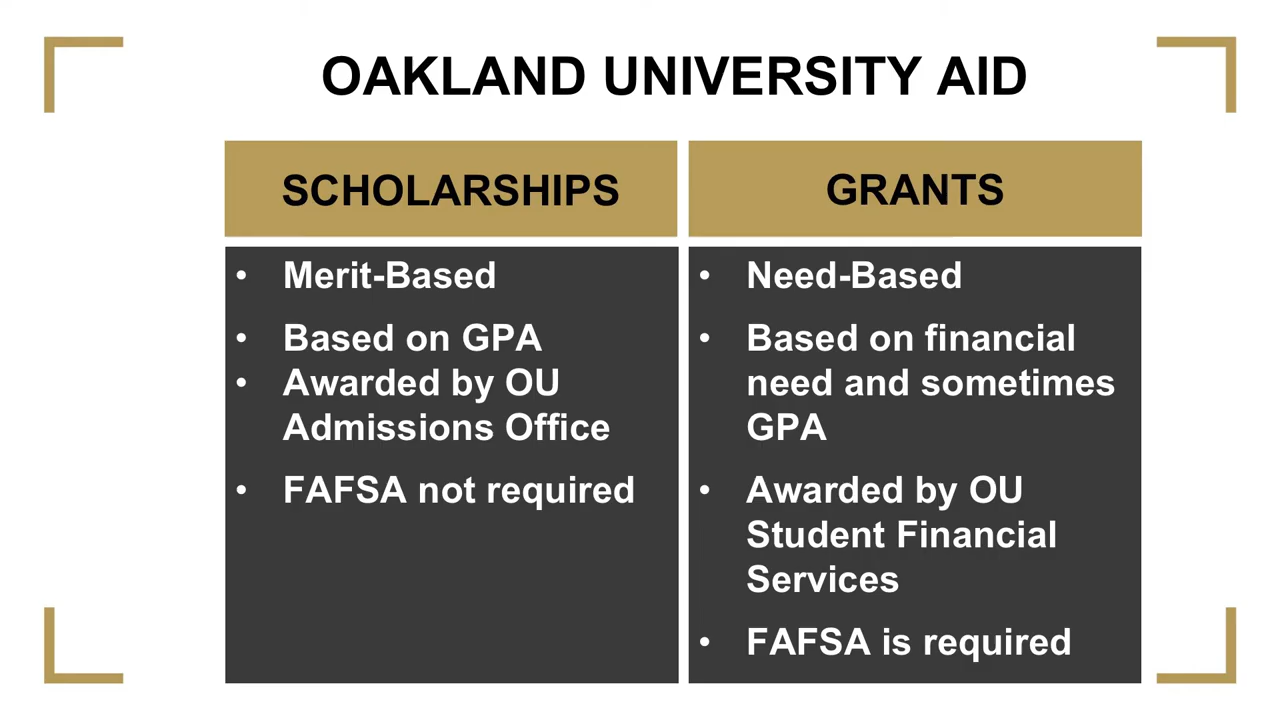 OAKLAND UNIVERSITY AID
SCHOLARSHIPS
• Merit-Based
• Based on GPA
• Awarded by OU
Admissions Office
• FAFSA not required
GRANTS
• Need-Based
• Based on financial
need and sometimes
GPA
• Awarded by OU
Student Financial
Services
• FAFSA is required